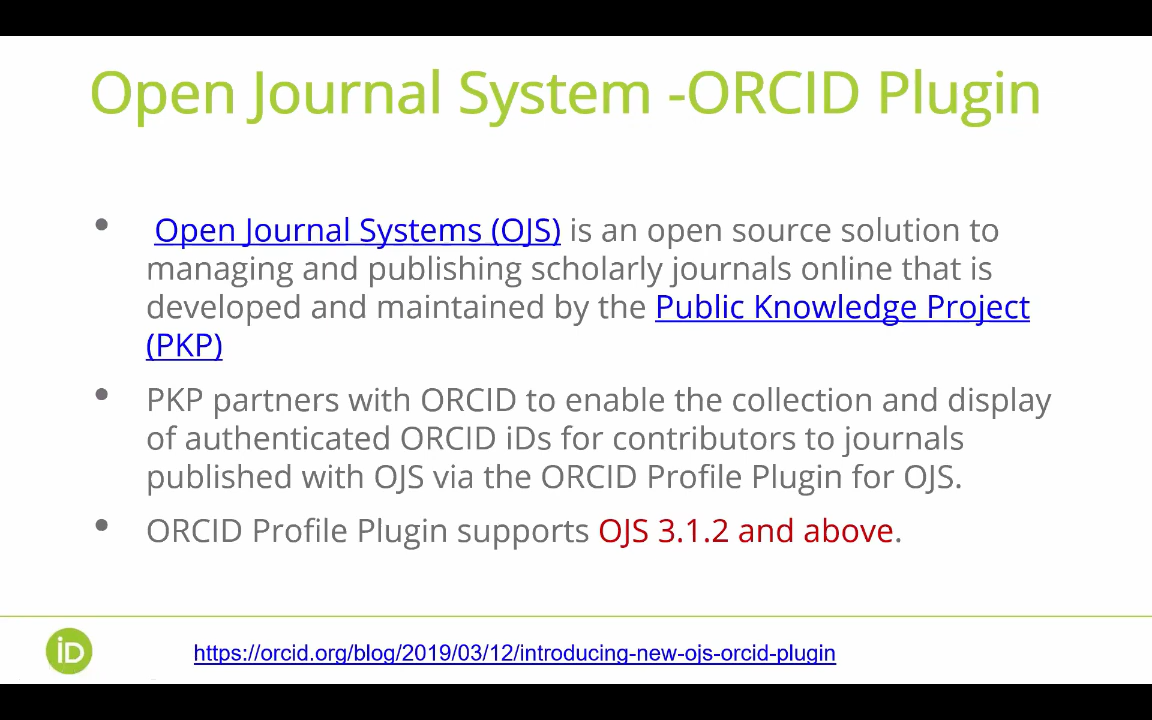 Open Journal System -ORCID Plugin
• Open Journal Systems (OJS) is an open source solution to
managing and publishing scholarly journals online that is
developed and maintained by the Public Knowledge Project
(PKP)
• PKP partners with ORCID to enable the collection and display
of authenticated ORCID iDs for contributors to journals
published with OJS via the ORCID Profile Plugin for OJS.
• ORCID Profile Plugin supports OJS 3.1.2 and above.
iD
https://orcid.org/blog/2019/03/12/introducing-new-ojs-orcid-plugin